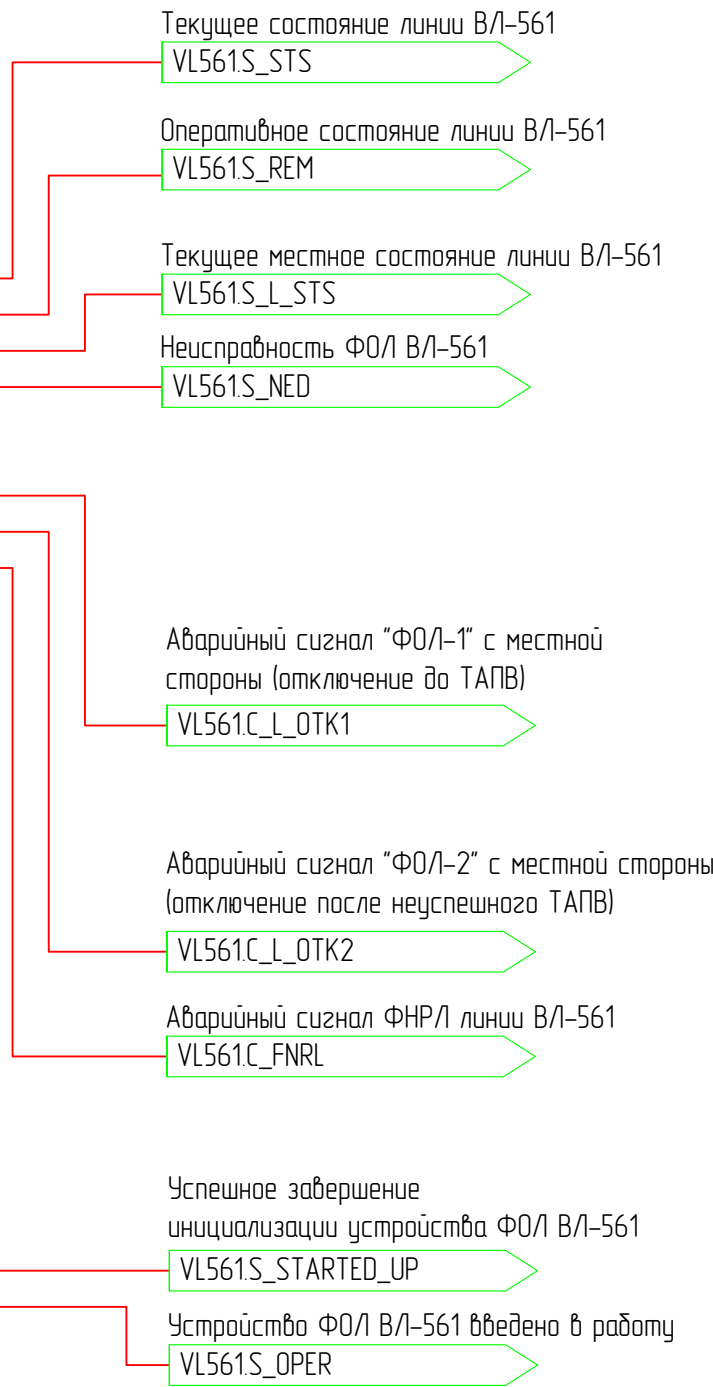 Текущее состояние линии ВЛ-561
VL561.S_STS
Оперативное состояние линии ВЛ-561
VL561.S_REM
Текущее местное состояние линии ВЛ-561
VL561.S_L_STS
Неисправность ФОЛ ВЛ-561
VL561.S_NED
Аварийный сигнал "ФОЛ-1" с местной
стороны (отключение до ТАПВ)
VL561.C_L_OTK1
Аварийный сигнал "ФОЛ-2" с местной стороны
(отключение после неуспешного ТАПВ)
VL561.C_L_OTK2
Аварийный сигнал ФНРЛ линии ВЛ-561
VL561.C_FNRL
Успешное завершение
инициализации устройства ФОЛ ВЛ-561
VL561.S_STARTED_UP
Устройство ФОЛ ВЛ-561 введено в работу
VL561.S_OPER